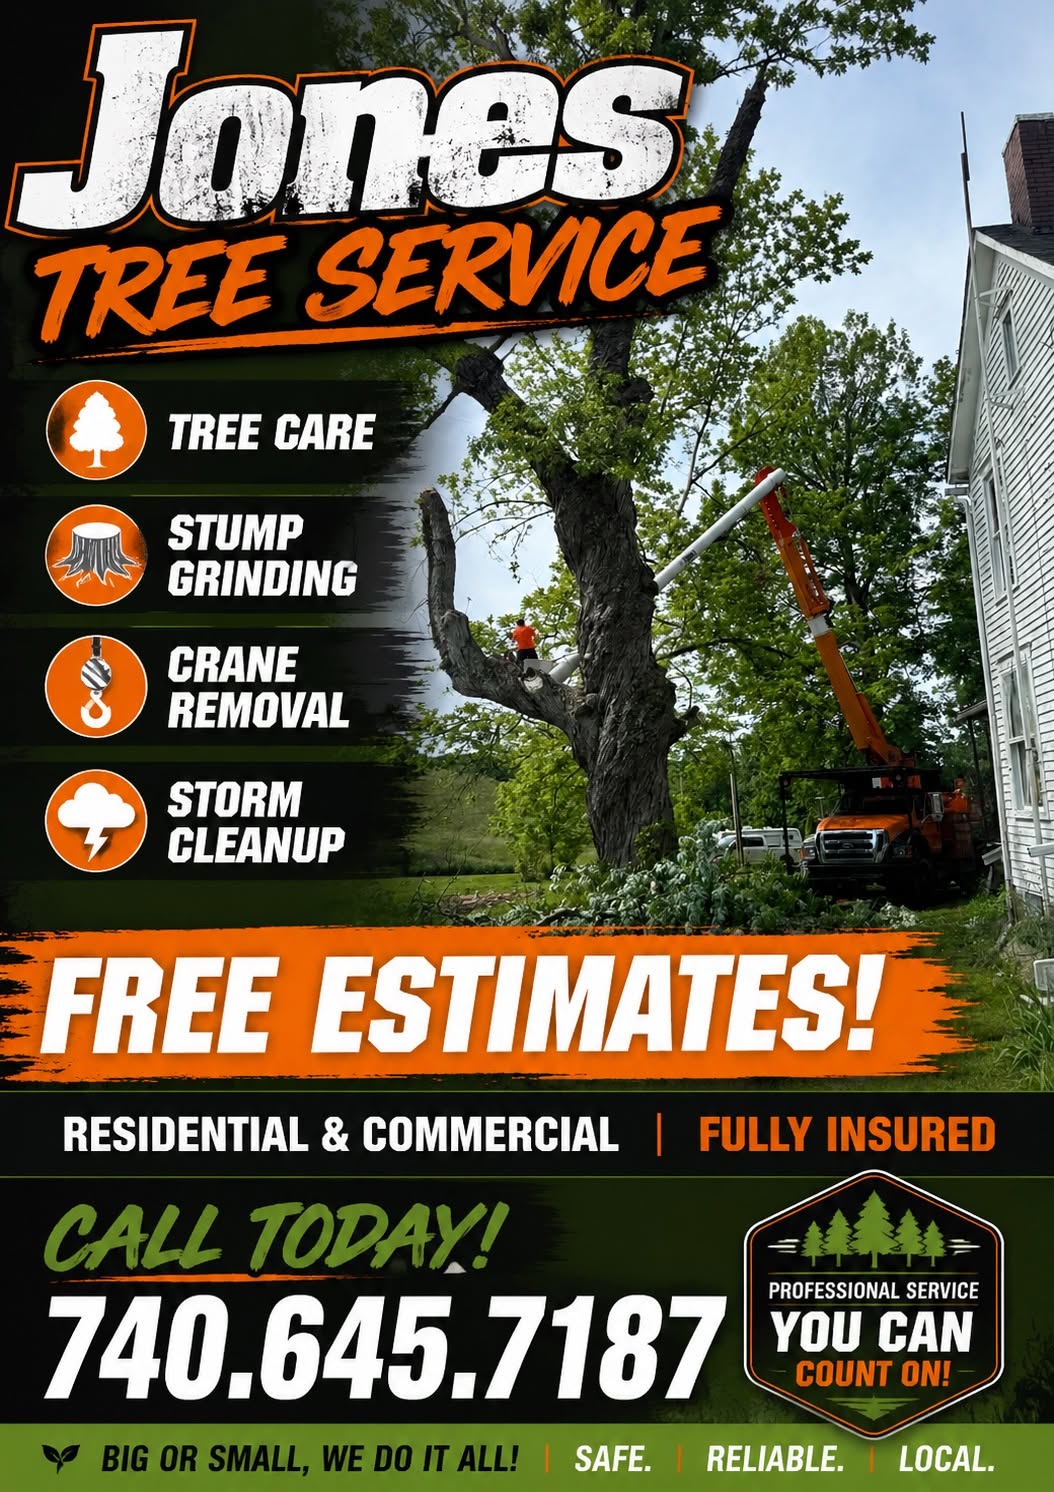 Jones
TREE SERVICE
TREE CARE
STUMP
GRINDING
CRANE
REMOVAL
STORM
CLEANUP
FREE ESTIMATES!
RESIDENTIAL & COMMERCIAL | FULLY INSURED
CALL TODAY!
740.645.7187
PROFESSIONAL SERVICE
YOU CAN
COUNT ON!
BIG OR SMALL, WE DO IT ALL! | SAFE. | RELIABLE. | LOCAL.